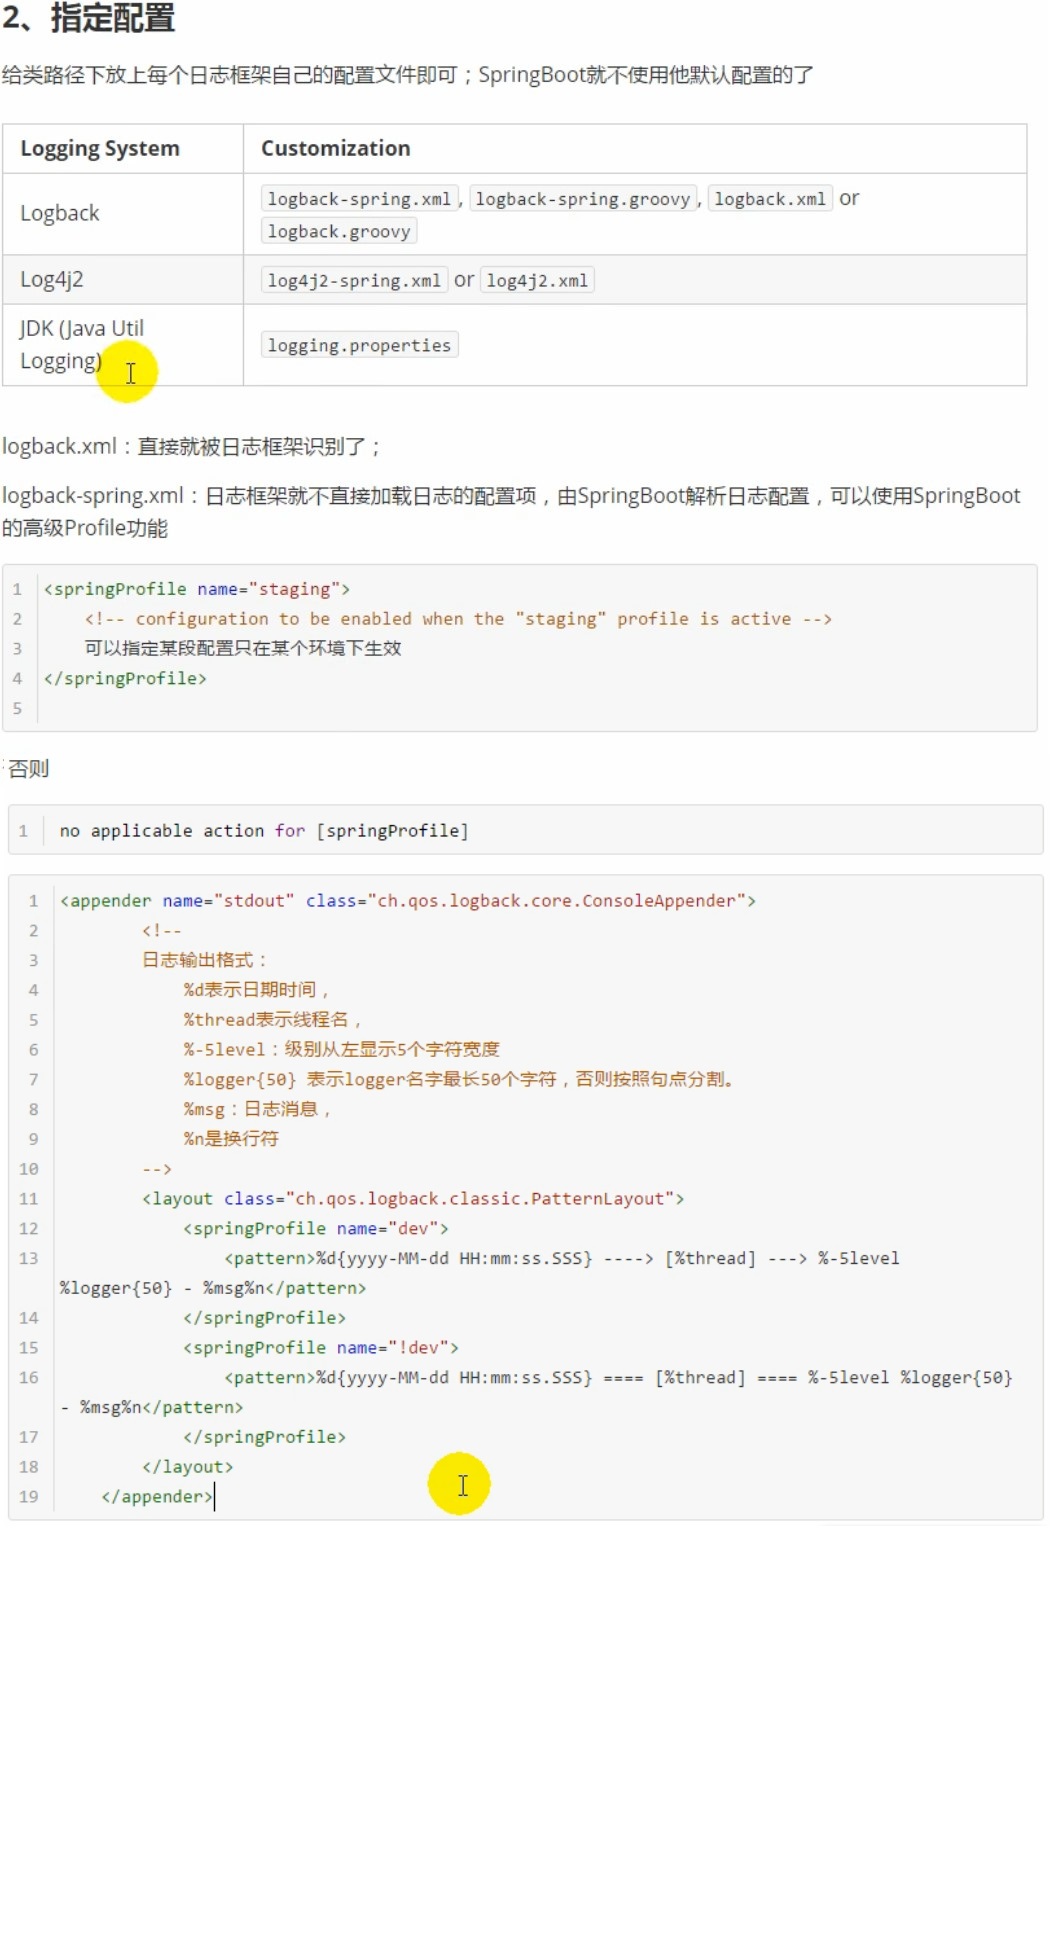 2、指定配置
给类路径下放上每个日志框架自己的配置文件即可；SpringBoot就不使用他默认配置的了
Logging System Customization
Logback
logback-spring.xml, logback-spring.groovy, logback.xml or
logback.groovy
Log4j2 log4j2-spring.xml or log4j2.xml
JDK (Java Util
Logging)
logging.properties
logback.xml：直接就被日志框架识别了；
logback-spring.xml：日志框架就不直接加载日志的配置项，由SpringBoot解析日志配置，可以使用SpringBoot
的高级Profile功能
1 <springProfile name="staging">
2     <!-- configuration to be enabled when the "staging" profile is active -->
3     可以指定某段配置只在某个环境下生效
4 </springProfile>
5
否则
1 no applicable action for [springProfile]
1 <appender name="stdout" class="ch.qos.logback.core.ConsoleAppender">
2         <!--
3         日志输出格式：
4             %d表示日期时间，
5             %thread表示线程名，
6             %-5level：级别从左显示5个字符宽度
7             %logger{50} 表示logger名字最长50个字符，否则按照句点分割。
8             %msg：日志消息，
9             %n是换行符
10         -->
11         <layout class="ch.qos.logback.classic.PatternLayout">
12             <springProfile name="dev">
13                 <pattern>%d{yyyy-MM-dd HH:mm:ss.SSS} ----> [%thread] ---> %-5level
%logger{50} - %msg%n</pattern>
14             </springProfile>
15             <springProfile name="!dev">
16                 <pattern>%d{yyyy-MM-dd HH:mm:ss.SSS} ==== [%thread] ==== %-5level %logger{50}
- %msg%n</pattern>
17             </springProfile>
18         </layout>
19     </appender>